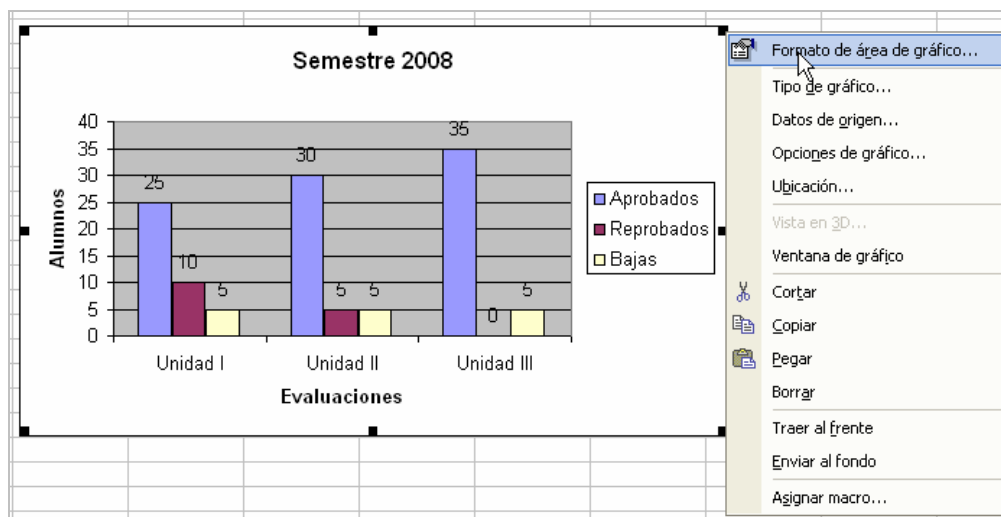 Semestre 2008
40
35
30
25
20
15
10
5
0
Alumnos
25
10
5
30
5
5
35
0
5
Unidad I
Unidad II
Unidad III
Evaluaciones
Aprobados
Reprobados
Bajas
Formato de área de gráfico...
Tipo de gráfico...
Datos de origen...
Opciones de gráfico...
Ubicación...
Vista en 3D...
Ventana de gráfico
Cortar
Copiar
Pegar
Borrar
Traer al frente
Enviar al fondo
Asignar macro...